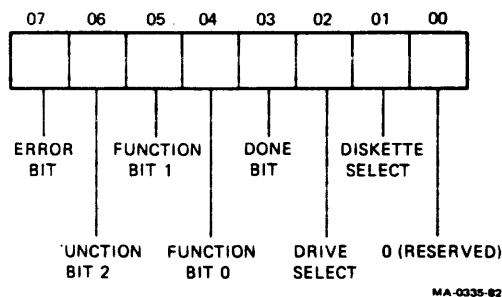 07 06 05 04 03 02 01 00
ERROR BIT
FUNCTION BIT 1
DONE BIT
DISKETTE SELECT
UNCTION BIT 2
FUNCTION BIT 0
DRIVE SELECT
0 (RESERVED)
MA-0335-82